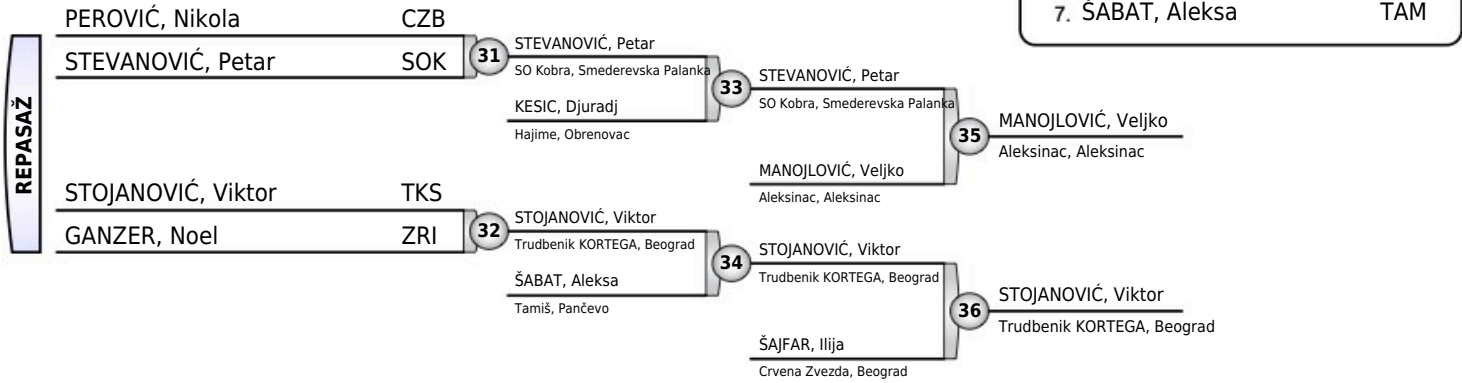 7. ŠABAT, Aleksa TAM
REPASAŽ
PEROVIĆ, Nikola CZB
STEVANOVIĆ, Petar SOK
31
STEVANOVIĆ, Petar
SO Kobra, Smederevska Palanka
KESIC, Djuradj
Hajime, Obrenovac
33
STEVANOVIĆ, Petar
SO Kobra, Smederevska Palanka
MANOJLOVIĆ, Veljko
Aleksinac, Aleksinac
35
MANOJLOVIĆ, Veljko
Aleksinac, Aleksinac
STOJANOVIĆ, Viktor TKS
GANZER, Noel ZRI
32
STOJANOVIĆ, Viktor
Trudbenik KORTEGA, Beograd
ŠABAT, Aleksa
Tamiš, Pančevo
34
STOJANOVIĆ, Viktor
Trudbenik KORTEGA, Beograd
ŠAJFAR, Ilija
Crvena Zvezda, Beograd
36
STOJANOVIĆ, Viktor
Trudbenik KORTEGA, Beograd